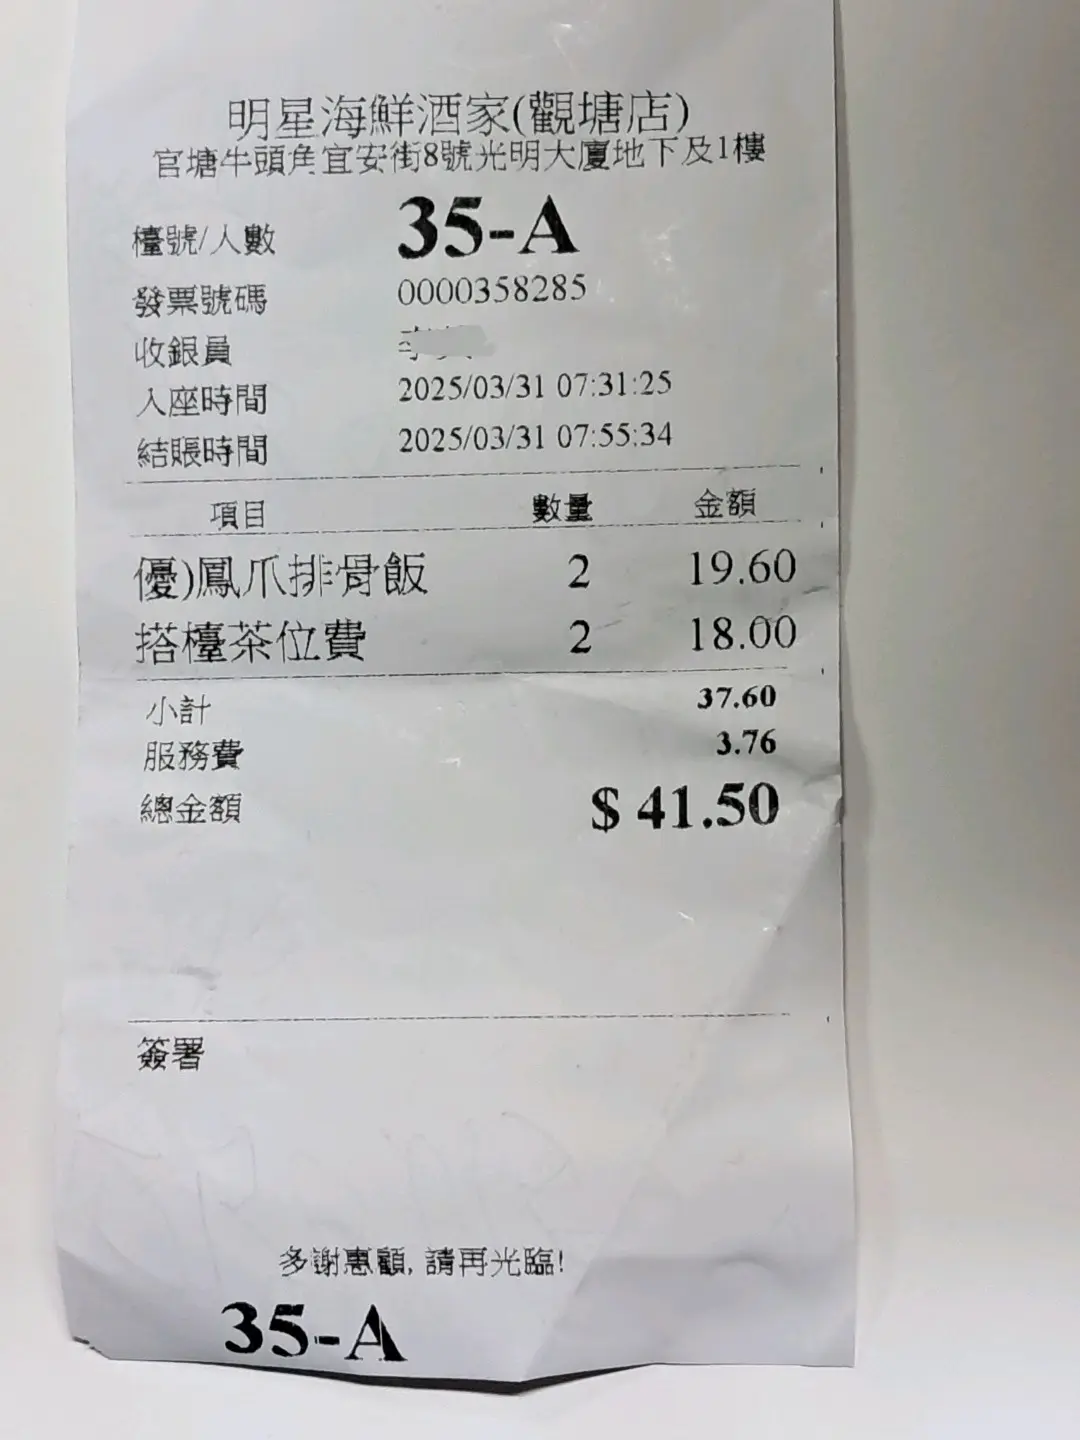 明星海鮮酒家(觀塘店)
官塘牛頭角宜安街8號光明大廈地下及1樓
檯號/人數 35-A
發票號碼 0000358285
收銀員
入座時間 2025/03/31 07:31:25
結賬時間 2025/03/31 07:55:34
項目 數量 金額
優)鳳爪排骨飯 2 19.60
搭檯茶位費 2 18.00
小計 37.60
服務費 3.76
總金額 $ 41.50
簽署
多謝惠顧, 請再光臨!
35-A